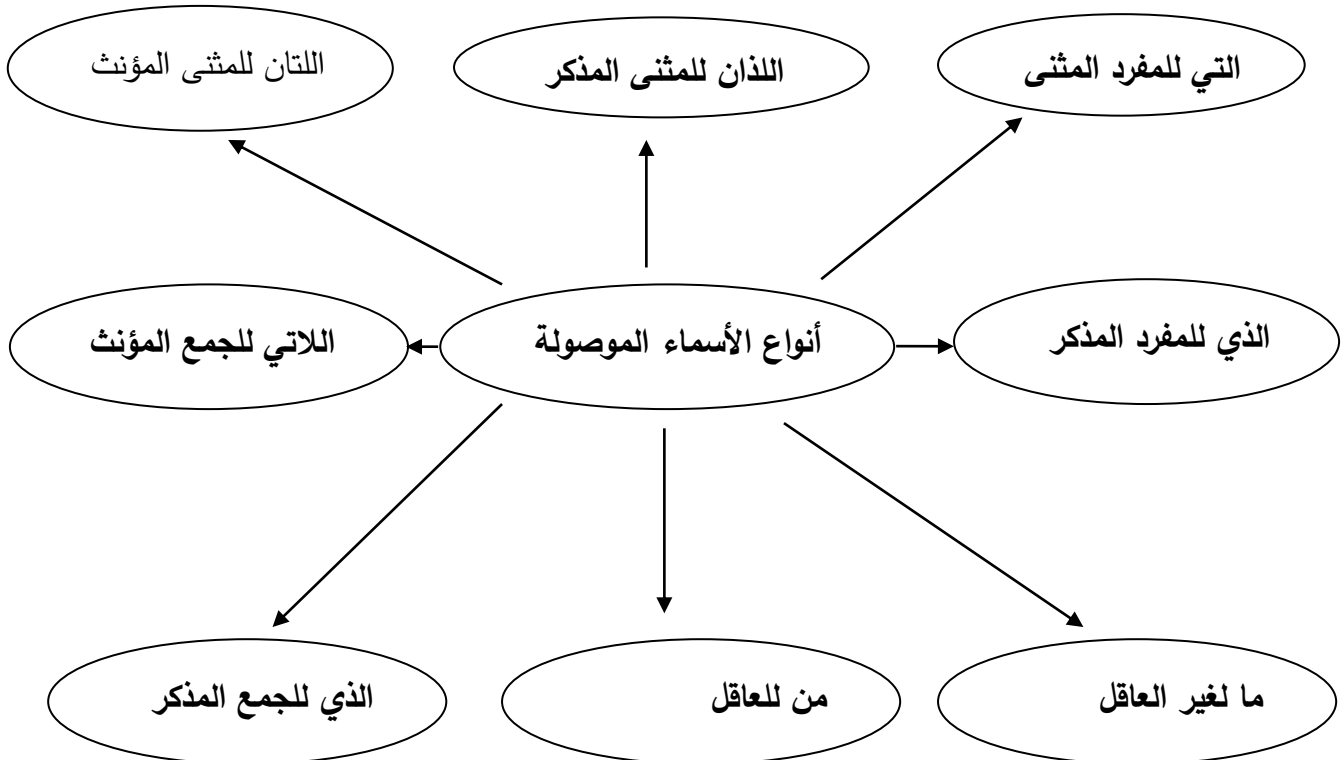 التي للمفرد المثنى
اللذان للمثنى المذكر
اللتان للمثنى المؤنث
الذي للمفرد المذكر
أنواع الأسماء الموصولة
اللاتي للجمع المؤنث
ما لغير العاقل
من للعاقل
الذي للجمع المذكر